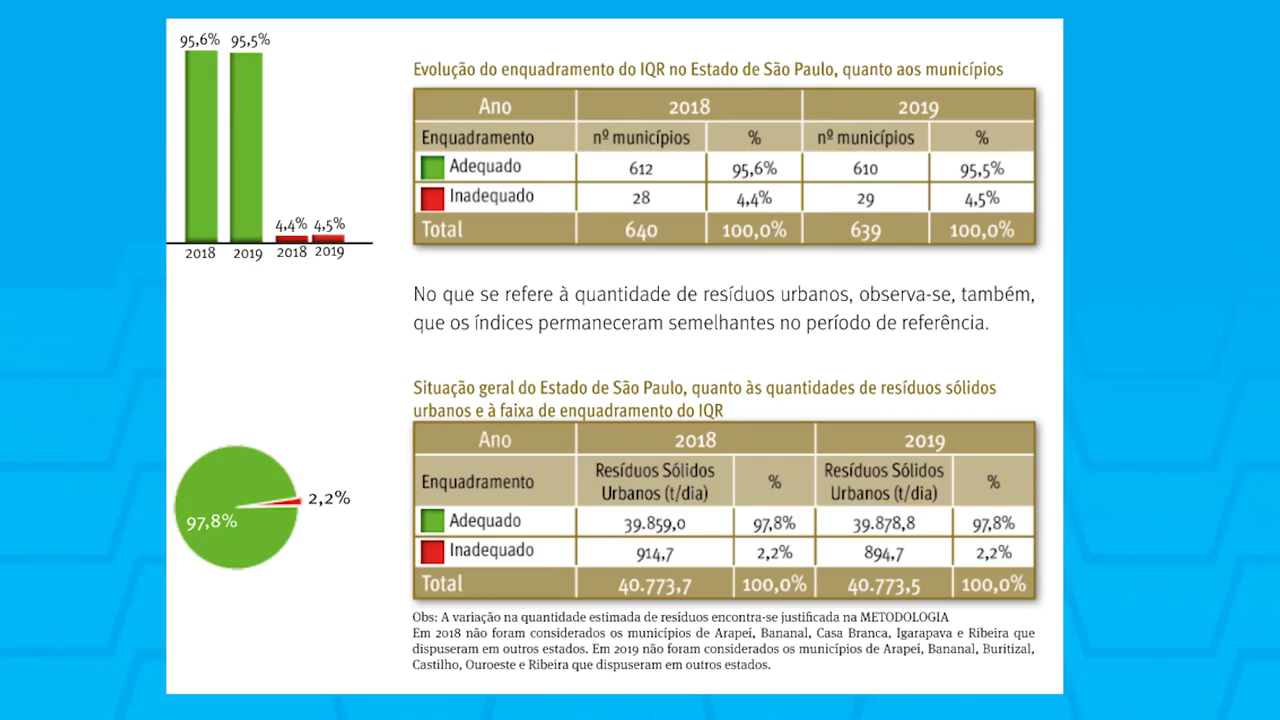 95,6% 95,5%
4,4% 4,5%
2018 2019 2018 2019
Evolução do enquadramento do IQR no Estado de São Paulo, quanto aos municípios
Ano 2018 2019
Enquadramento nº municípios % nº municípios %
Adequado 612 95,6% 610 95,5%
Inadequado 28 4,4% 29 4,5%
Total 640 100,0% 639 100,0%
No que se refere à quantidade de resíduos urbanos, observa-se, também,
que os índices permaneceram semelhantes no período de referência.
Situação geral do Estado de São Paulo, quanto às quantidades de resíduos sólidos
urbanos e à faixa de enquadramento do IQR
97,8%
2,2%
Ano 2018 2019
Enquadramento Resíduos Sólidos Urbanos (t/dia) % Resíduos Sólidos Urbanos (t/dia) %
Adequado 39.859,0 97,8% 39.878,8 97,8%
Inadequado 914,7 2,2% 894,7 2,2%
Total 40.773,7 100,0% 40.773,5 100,0%
Obs: A variação na quantidade estimada de resíduos encontra-se justificada na METODOLOGIA
Em 2018 não foram considerados os municípios de Arapeí, Bananal, Casa Branca, Igarapava e Ribeira que
dispuseram em outros estados. Em 2019 não foram considerados os municípios de Arapeí, Bananal, Buritizal,
Castilho, Ouroeste e Ribeira que dispuseram em outros estados.